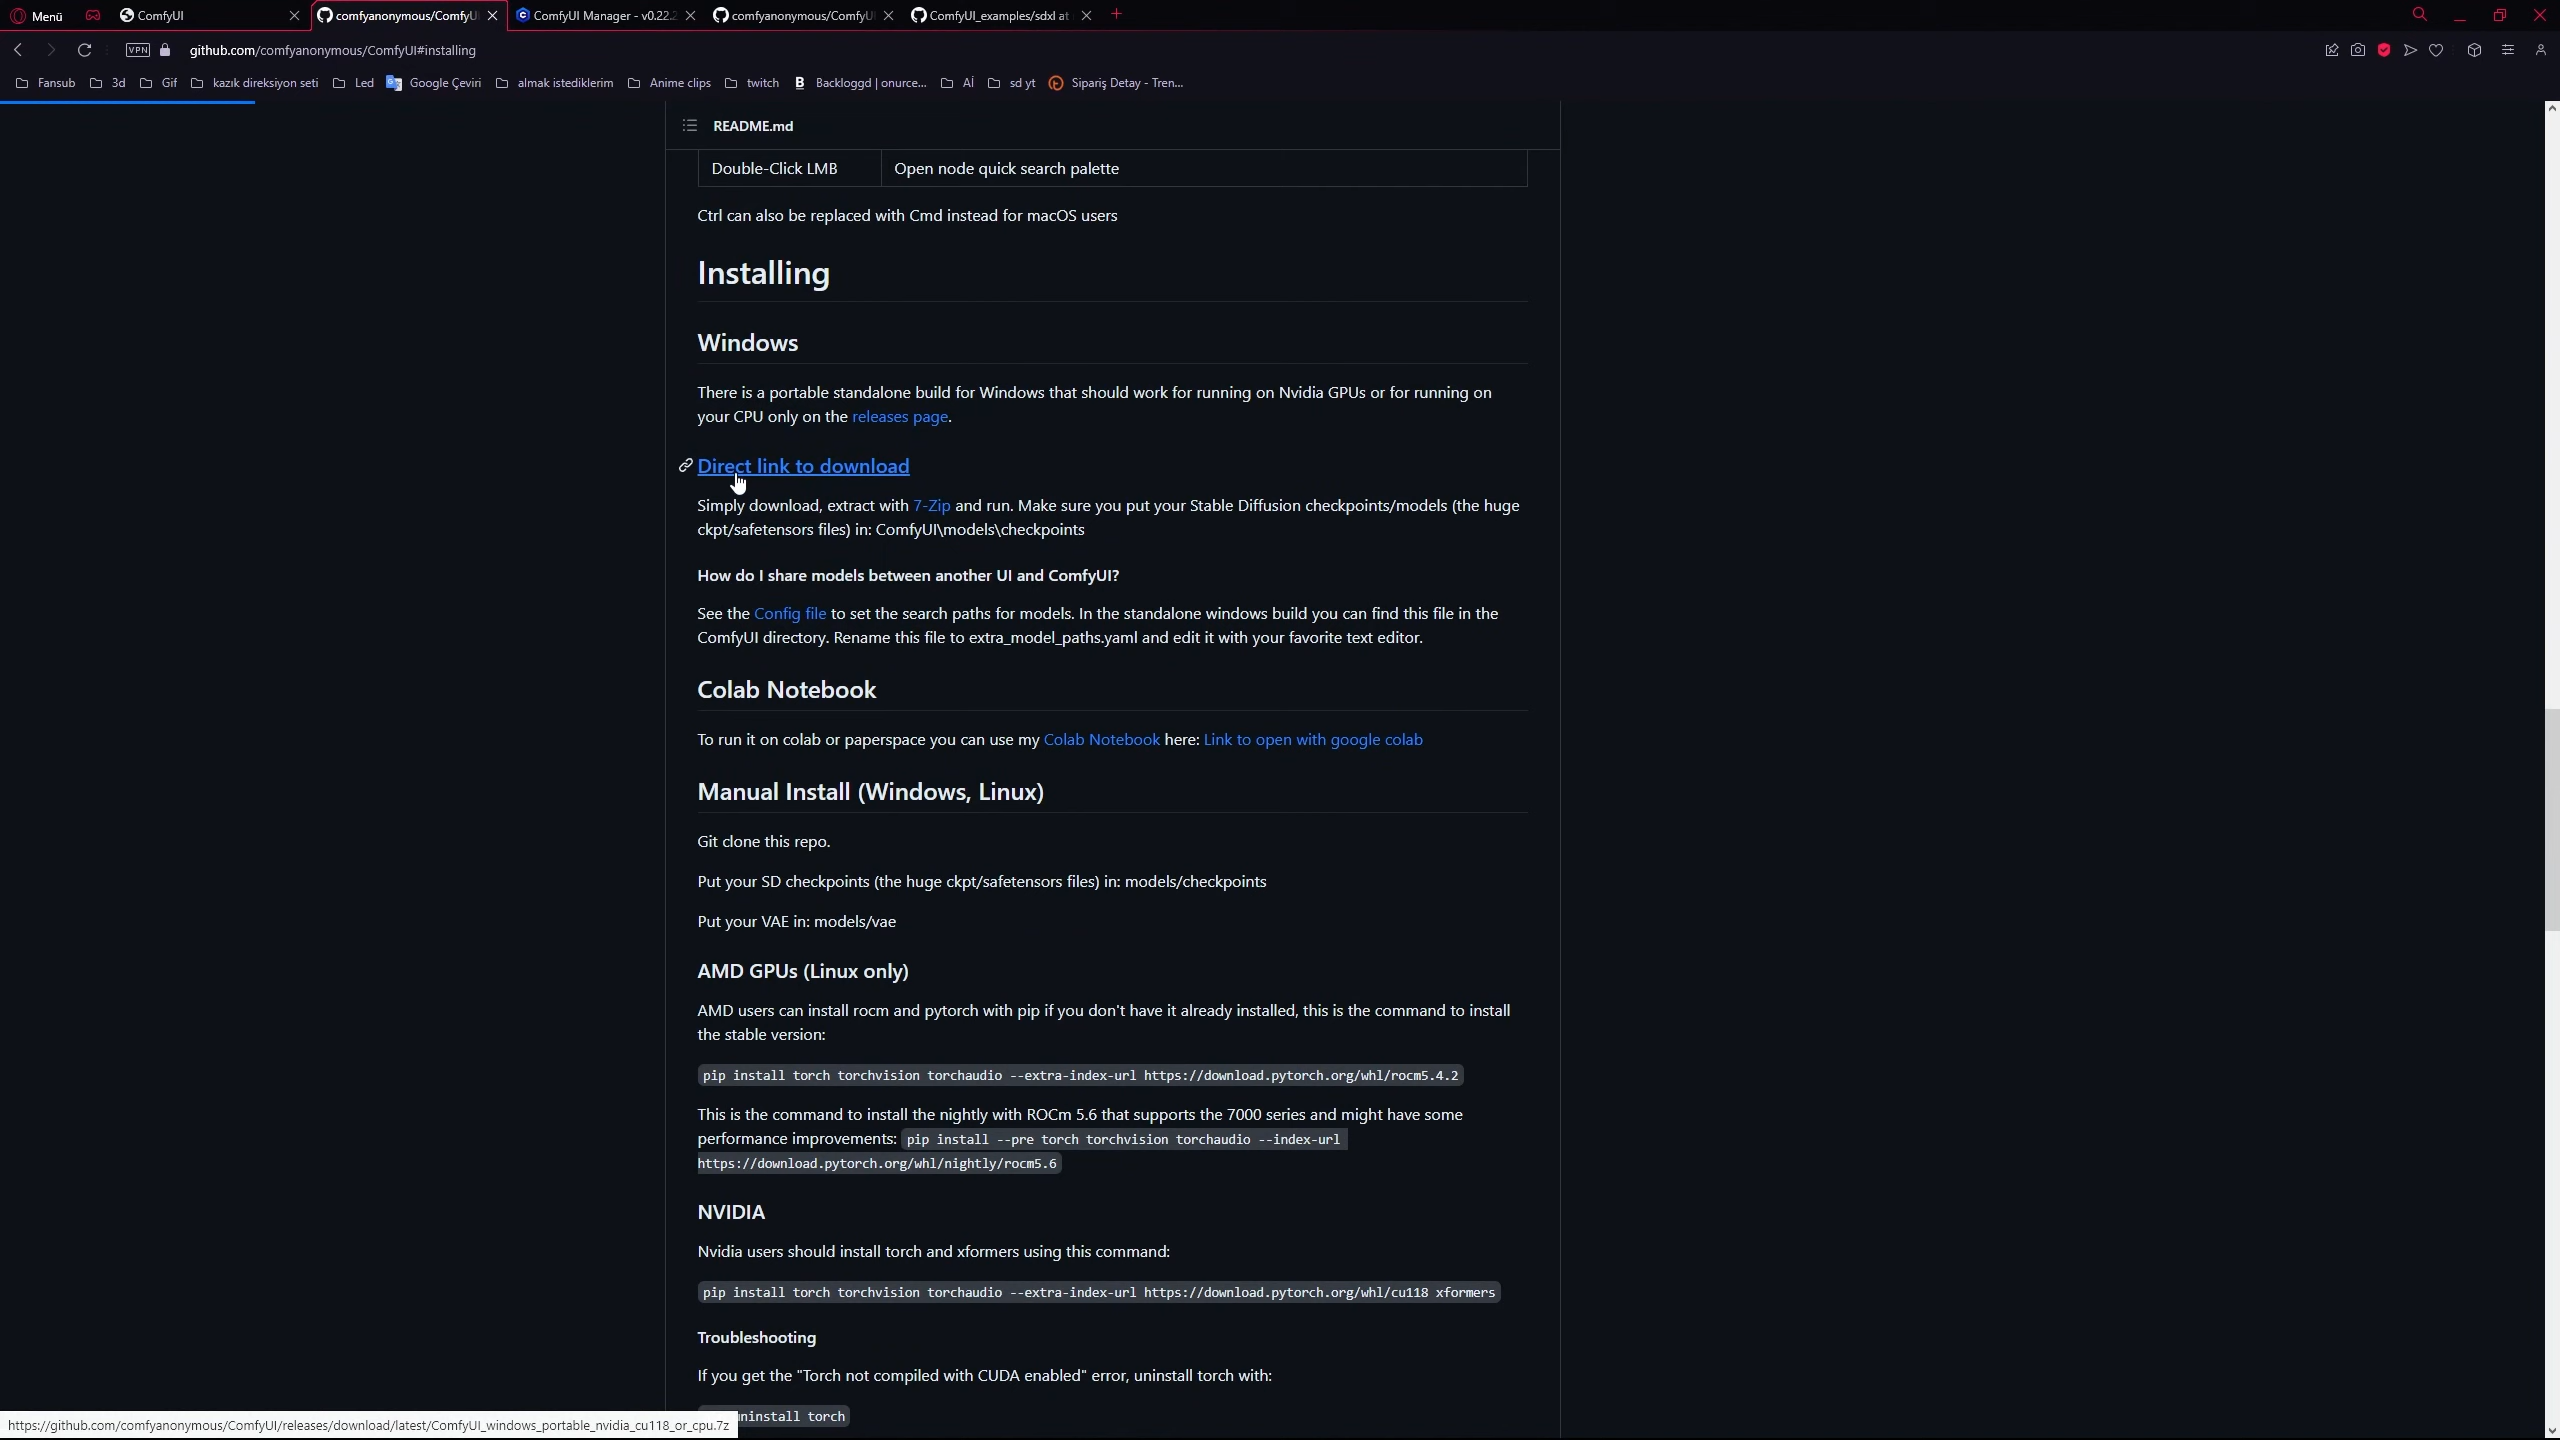 Menü
ComfyUI
comfyanonymous/ComfyUI
ComfyUI Manager - v0.22.2
comfyanonymous/ComfyUI
ComfyUI_examples/sdxl at
VPN
github.com/comfyanonymous/ComfyUI#installing
Fansub
3d
Gif
kazık direksiyon seti
Led
Google Çeviri
almak istediklerim
Anime clips
twitch
B Backloggd | onurce...
Aİ
sd yt
Sipariş Detay - Tren...
README.md
Double-Click LMB
Open node quick search palette
Ctrl can also be replaced with Cmd instead for macOS users
Installing
Windows
There is a portable standalone build for Windows that should work for running on Nvidia GPUs or for running on
your CPU only on the releases page.
Direct link to download
Simply download, extract with 7-Zip and run. Make sure you put your Stable Diffusion checkpoints/models (the huge
ckpt/safetensors files) in: ComfyUI\models\checkpoints
How do I share models between another UI and ComfyUI?
See the Config file to set the search paths for models. In the standalone windows build you can find this file in the
ComfyUI directory. Rename this file to extra_model_paths.yaml and edit it with your favorite text editor.
Colab Notebook
To run it on colab or paperspace you can use my Colab Notebook here: Link to open with google colab
Manual Install (Windows, Linux)
Git clone this repo.
Put your SD checkpoints (the huge ckpt/safetensors files) in: models/checkpoints
Put your VAE in: models/vae
AMD GPUs (Linux only)
AMD users can install rocm and pytorch with pip if you don't have it already installed, this is the command to install
the stable version:
pip install torch torchvision torchaudio --extra-index-url https://download.pytorch.org/whl/rocm5.4.2
This is the command to install the nightly with ROCm 5.6 that supports the 7000 series and might have some
performance improvements: pip install --pre torch torchvision torchaudio --index-url
https://download.pytorch.org/whl/nightly/rocm5.6
NVIDIA
Nvidia users should install torch and xformers using this command:
pip install torch torchvision torchaudio --extra-index-url https://download.pytorch.org/whl/cu118 xformers
Troubleshooting
If you get the "Torch not compiled with CUDA enabled" error, uninstall torch with:
uninstall torch
https://github.com/comfyanonymous/ComfyUI/releases/download/latest/ComfyUI_windows_portable_nvidia_cu118_or_cpu.7z